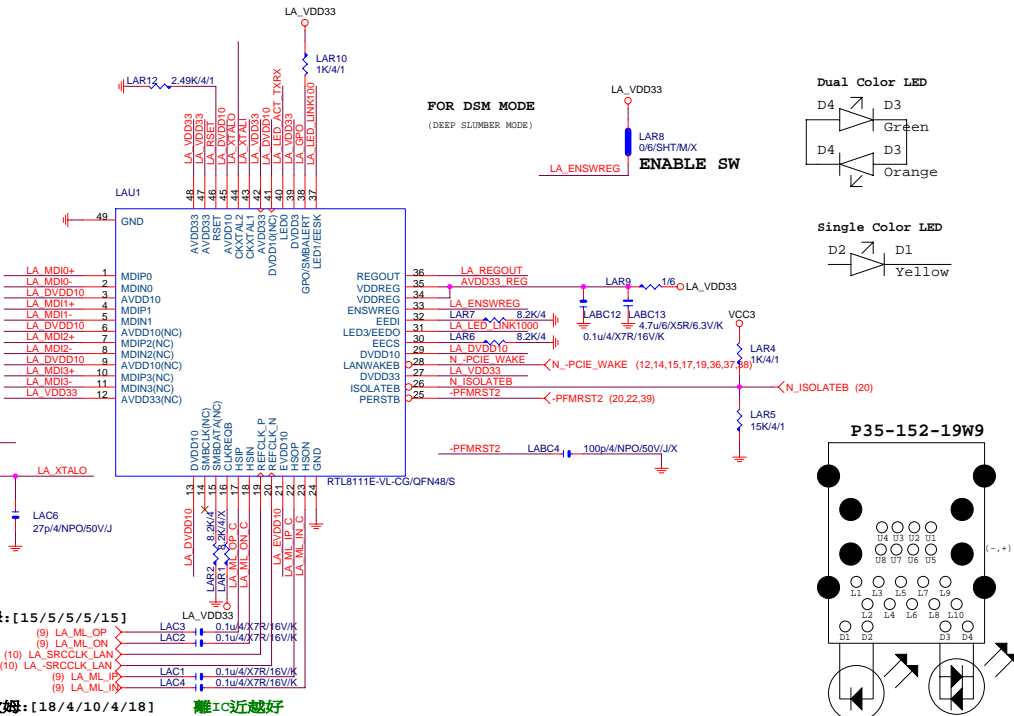 LA_VDD33
LAR10
1K/4/1
LAR12 2.49K/4/1
LA_VDD33
LA_VDD33
LA_RSET
LA_DVDD10
LA_XTALO
LA_XTALI
LA_VDD33
LA_DVDD10
LA_LED_ACT_TXRX
LA_VDD33
LA_GPO
LA_LED_LINK100
48 47 46 45 44 43 42 41 40 39 38 37
LAU1
49 GND
AVDD33
AVDD33
RSET
AVDD10
CKXTAL2
CKXTAL1
AVDD33
DVDD10(NC)
LED0
DVDD33
GPO/SMBALERT
LED1/EESK
LA_MDI0+ 1 MDIP0
LA_MDI0- 2 MDIN0
LA_DVDD10 3 AVDD10
LA_MDI1+ 4 MDIP1
LA_MDI1- 5 MDIN1
LA_DVDD10 6 AVDD10(NC)
LA_MDI2+ 7 MDIP2(NC)
LA_MDI2- 8 MDIN2(NC)
LA_DVDD10 9 AVDD10(NC)
LA_MDI3+ 10 MDIP3(NC)
LA_MDI3- 11 MDIN3(NC)
LA_VDD33 12 AVDD33(NC)
REGOUT 36 LA_REGOUT
VDDREG 35 AVDD33_REG
VDDREG 34
ENSWREG 33 LA_ENSWREG
EEDI 32 LAR7 8.2K/4
LED3/EEDO 31 LA_LED_LINK1000
EECS 30 LAR6 8.2K/4
DVDD10 29 LA_DVDD10
LANWAKEB 28 N_-PCIE_WAKE N_-PCIE_WAKE (12,14,15,17,19,36,37,38)
DVDD33 27 LA_VDD33
ISOLATEB 26 N_ISOLATEB N_ISOLATEB (20)
PERSTB 25 -PFMRST2 -PFMRST2 (20,22,39)
DVDD10
SMBCLK(NC)
SMBDATA(NC)
CLKREQB
HSIP
HSIN
REFCLK_P
REFCLK_N
EVDD10
HSOP
HSON
GND
RTL8111E-VL-CG/QFN48/S
13 14 15 16 17 18 19 20 21 22 23 24
LA_DVDD10
LAR2 8.2K/4
LAR1 8.2K/4/X
LA_ML_OP_C
LA_ML_ON_C
LA_EVDD10
LA_ML_IP_C
LA_ML_IN_C
LA_VDD33
FOR DSM MODE
(DEEP SLUMBER MODE)
LA_VDD33
LAR8
0/6/SHT/M/X
LA_ENSWREG
ENABLE SW
LAR9 1/6 LA_VDD33
LABC12
0.1u/4/X7R/16V/K
LABC13
4.7u/6/X5R/6.3V/K
VCC3
LAR4
1K/4/1
LAR5
15K/4/1
-PFMRST2 LABC4 100p/4/NPO/50V/J/X
LA_XTALO
LAC6
27p/4/NPO/50V/J
:[15/5/5/5/15]
(9) LA_ML_OP LAC3 0.1u/4/X7R/16V/K
(9) LA_ML_ON LAC2 0.1u/4/X7R/16V/K
(10) LA_SRCCLK_LAN
(10) LA_-SRCCLK_LAN
(9) LA_ML_IP LAC1 0.1u/4/X7R/16V/K
(9) LA_ML_IN LAC4 0.1u/4/X7R/16V/K
姆:[18/4/10/4/18]
離IC近越好
Dual Color LED
D4 D3
Green
D4 D3
Orange
Single Color LED
D2 D1
Yellow
P35-152-19W9
U4 U3 U2 U1
U8 U7 U6 U5
(-,+)
L1 L3 L5 L7 L9
L2 L4 L6 L8 L10
D1 D2 D3 D4